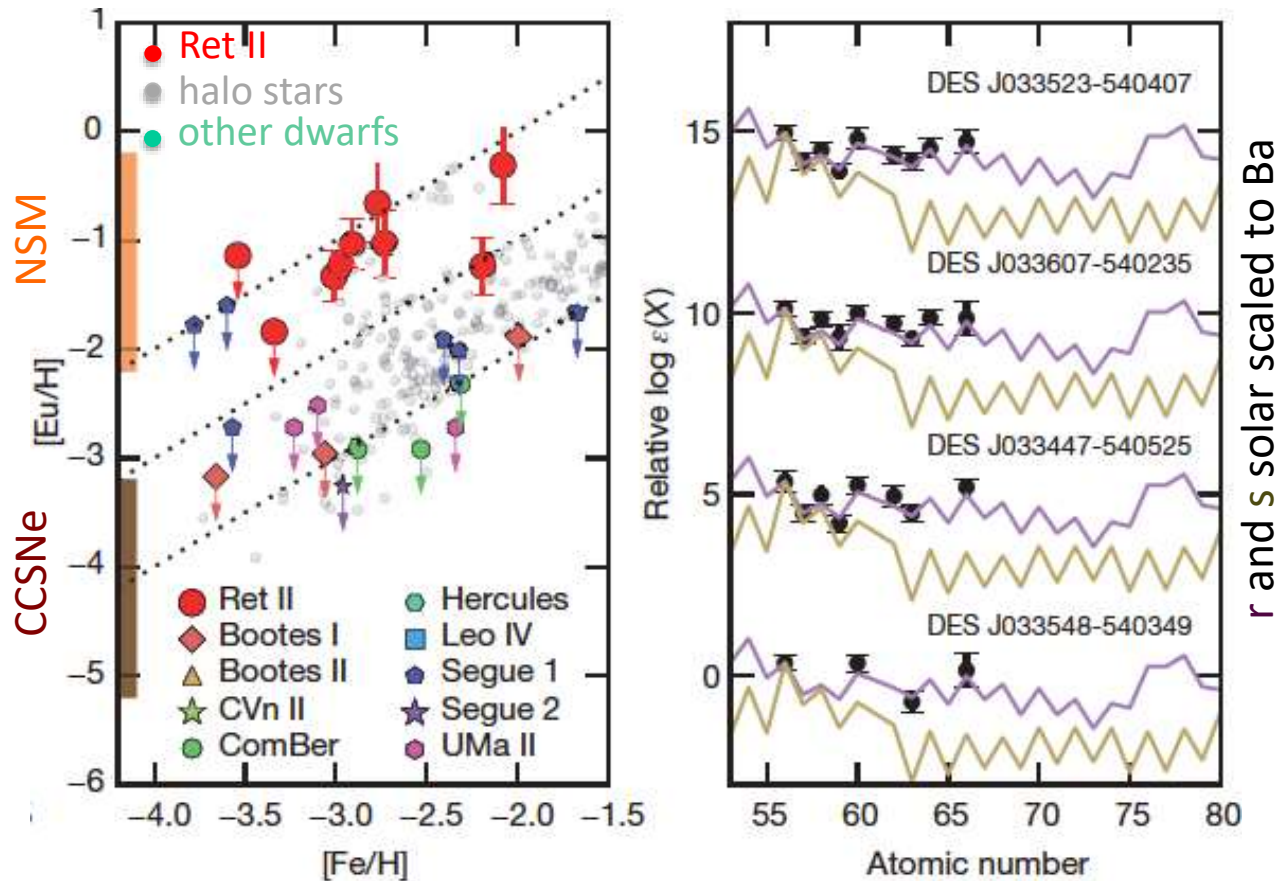 Ret II
halo stars
other dwarfs
1
0
−1
−2
−3
−4
−5
−6
[Eu/H]
NSM
CCSNe
Ret II
Bootes I
Bootes II
CVn II
ComBer
Hercules
Leo IV
Segue 1
Segue 2
UMa II
−4.0 −3.5 −3.0 −2.5 −2.0 −1.5
[Fe/H]
DES J033523-540407
DES J033607-540235
DES J033447-540525
DES J033548-540349
15
10
5
0
Relative log ε(X)
55 60 65 70 75 80
Atomic number
r and s solar scaled to Ba